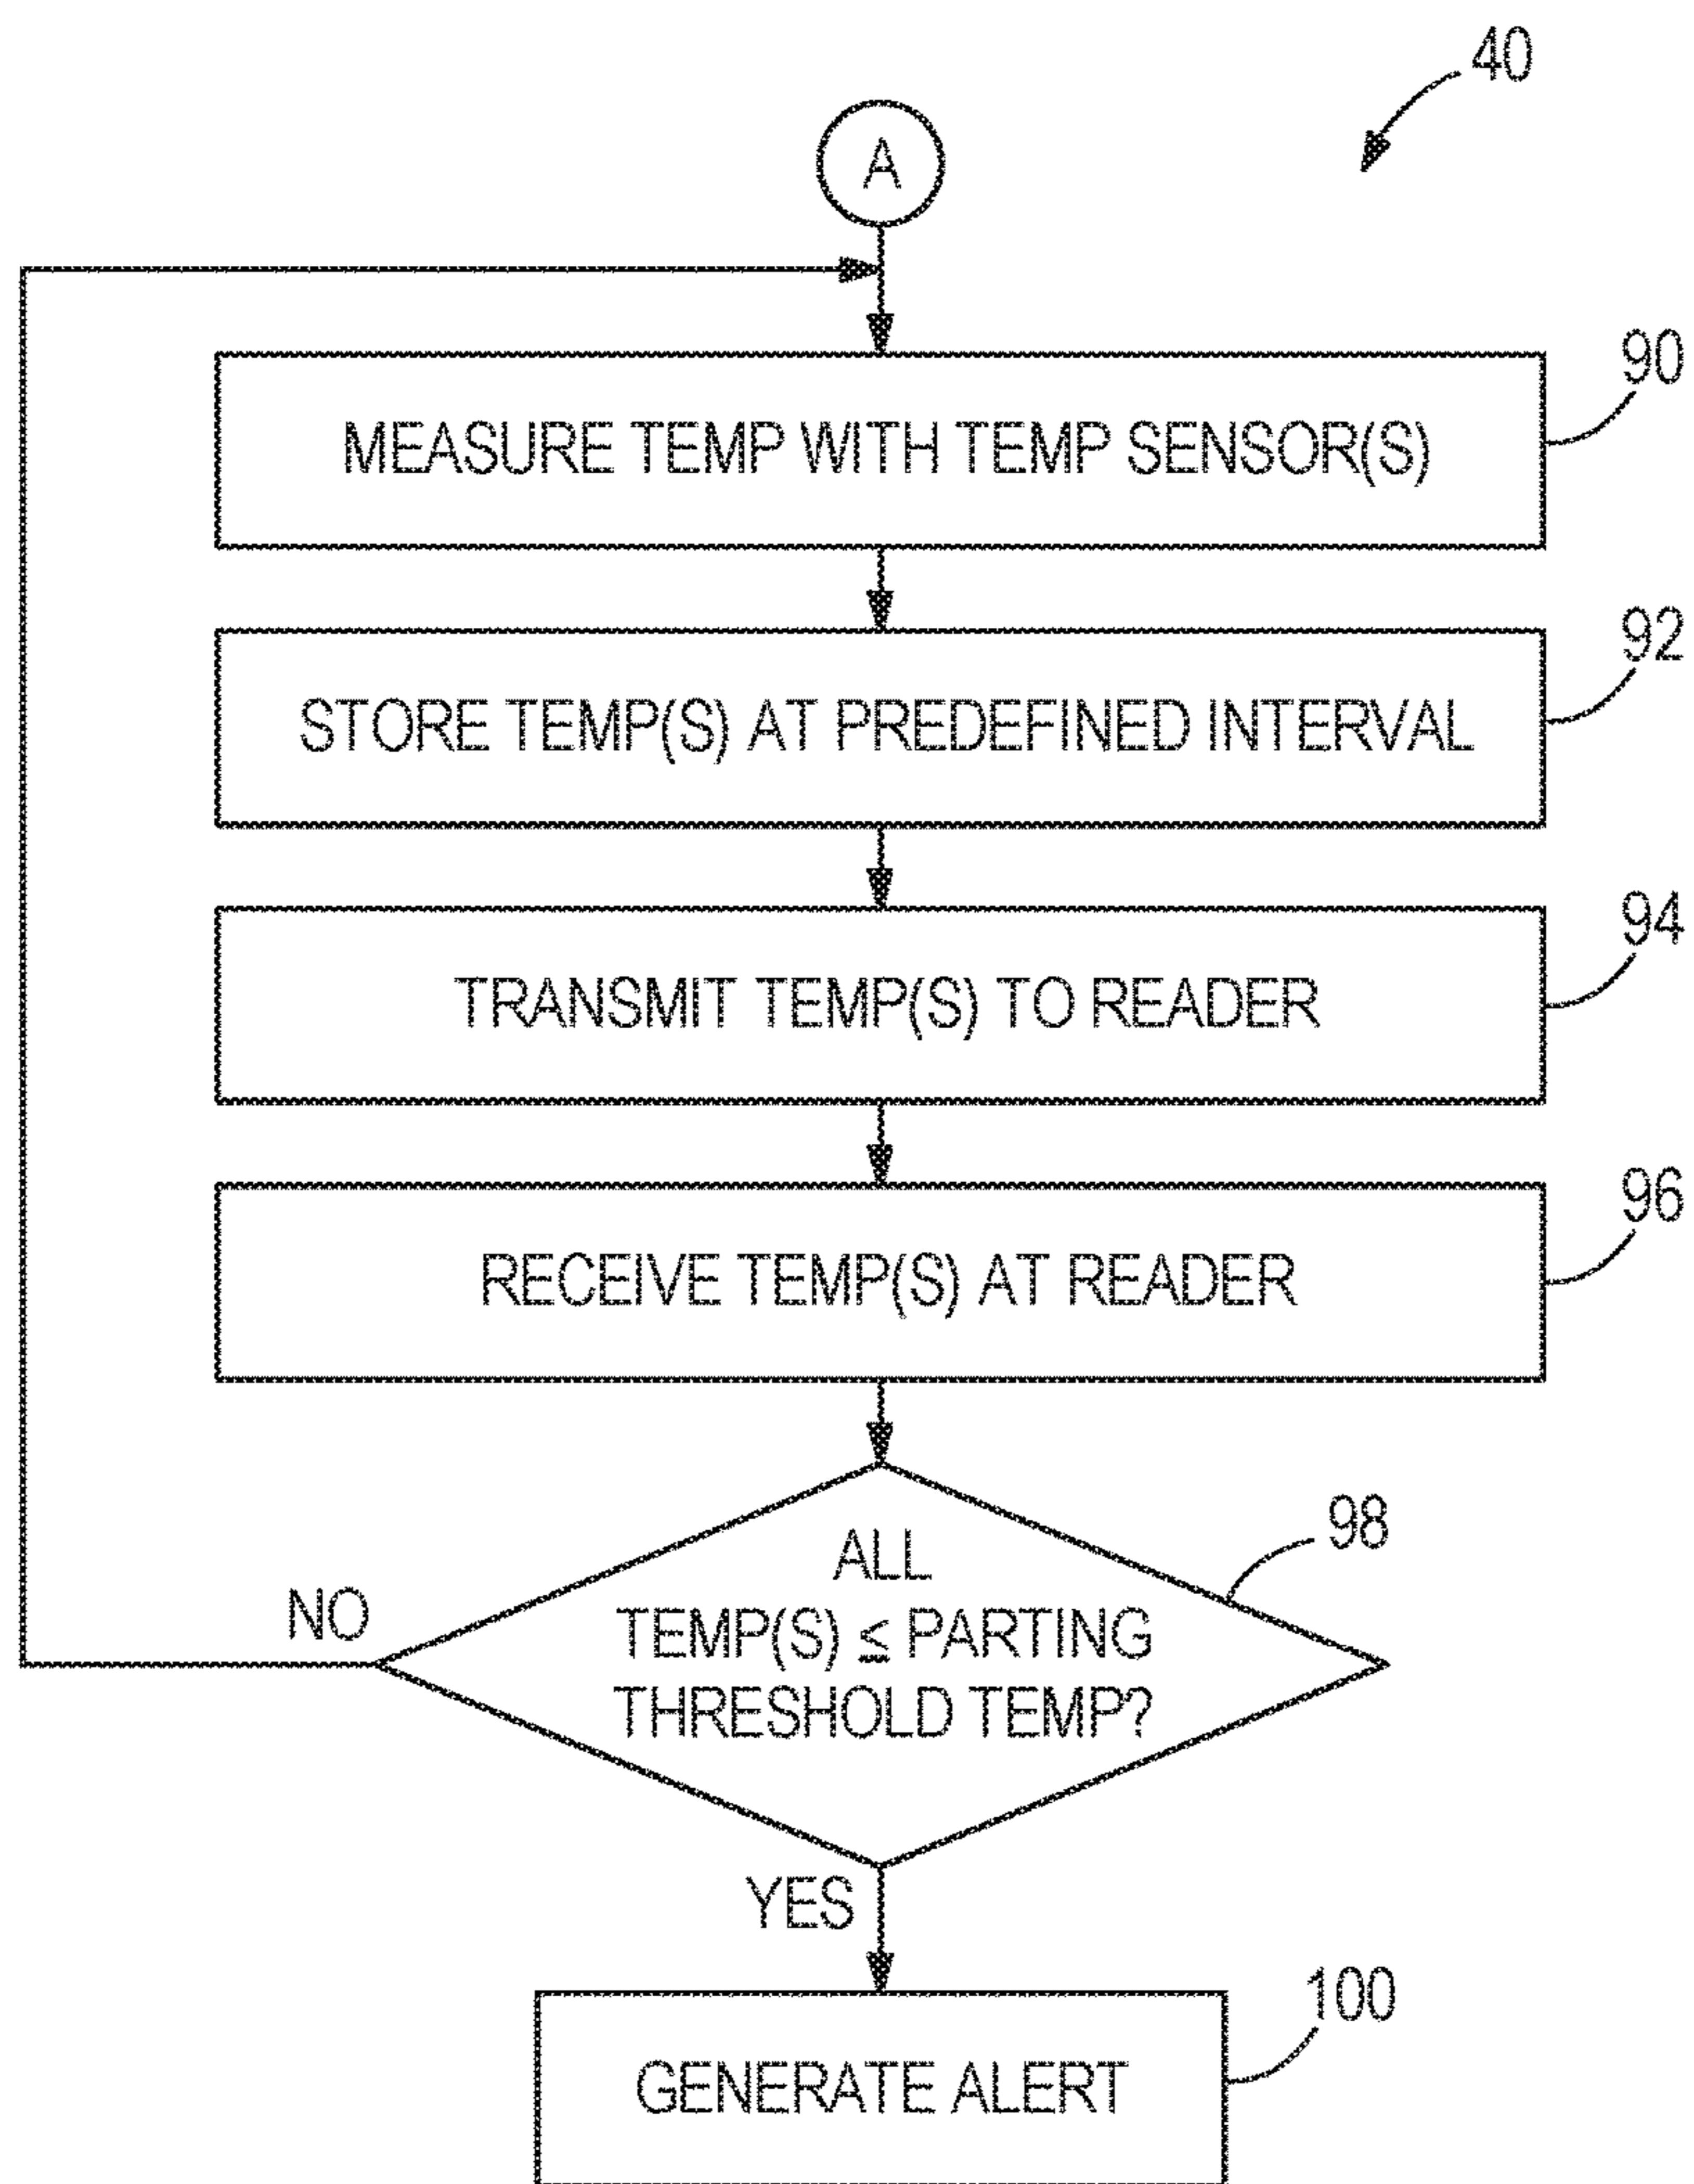 40
A
90
MEASURE TEMP WITH TEMP SENSOR(S)
92
STORE TEMP(S) AT PREDEFINED INTERVAL
94
TRANSMIT TEMP(S) TO READER
96
RECEIVE TEMP(S) AT READER
98
ALL
TEMP(S) ≤ PARTING
THRESHOLD TEMP?
NO
YES
100
GENERATE ALERT